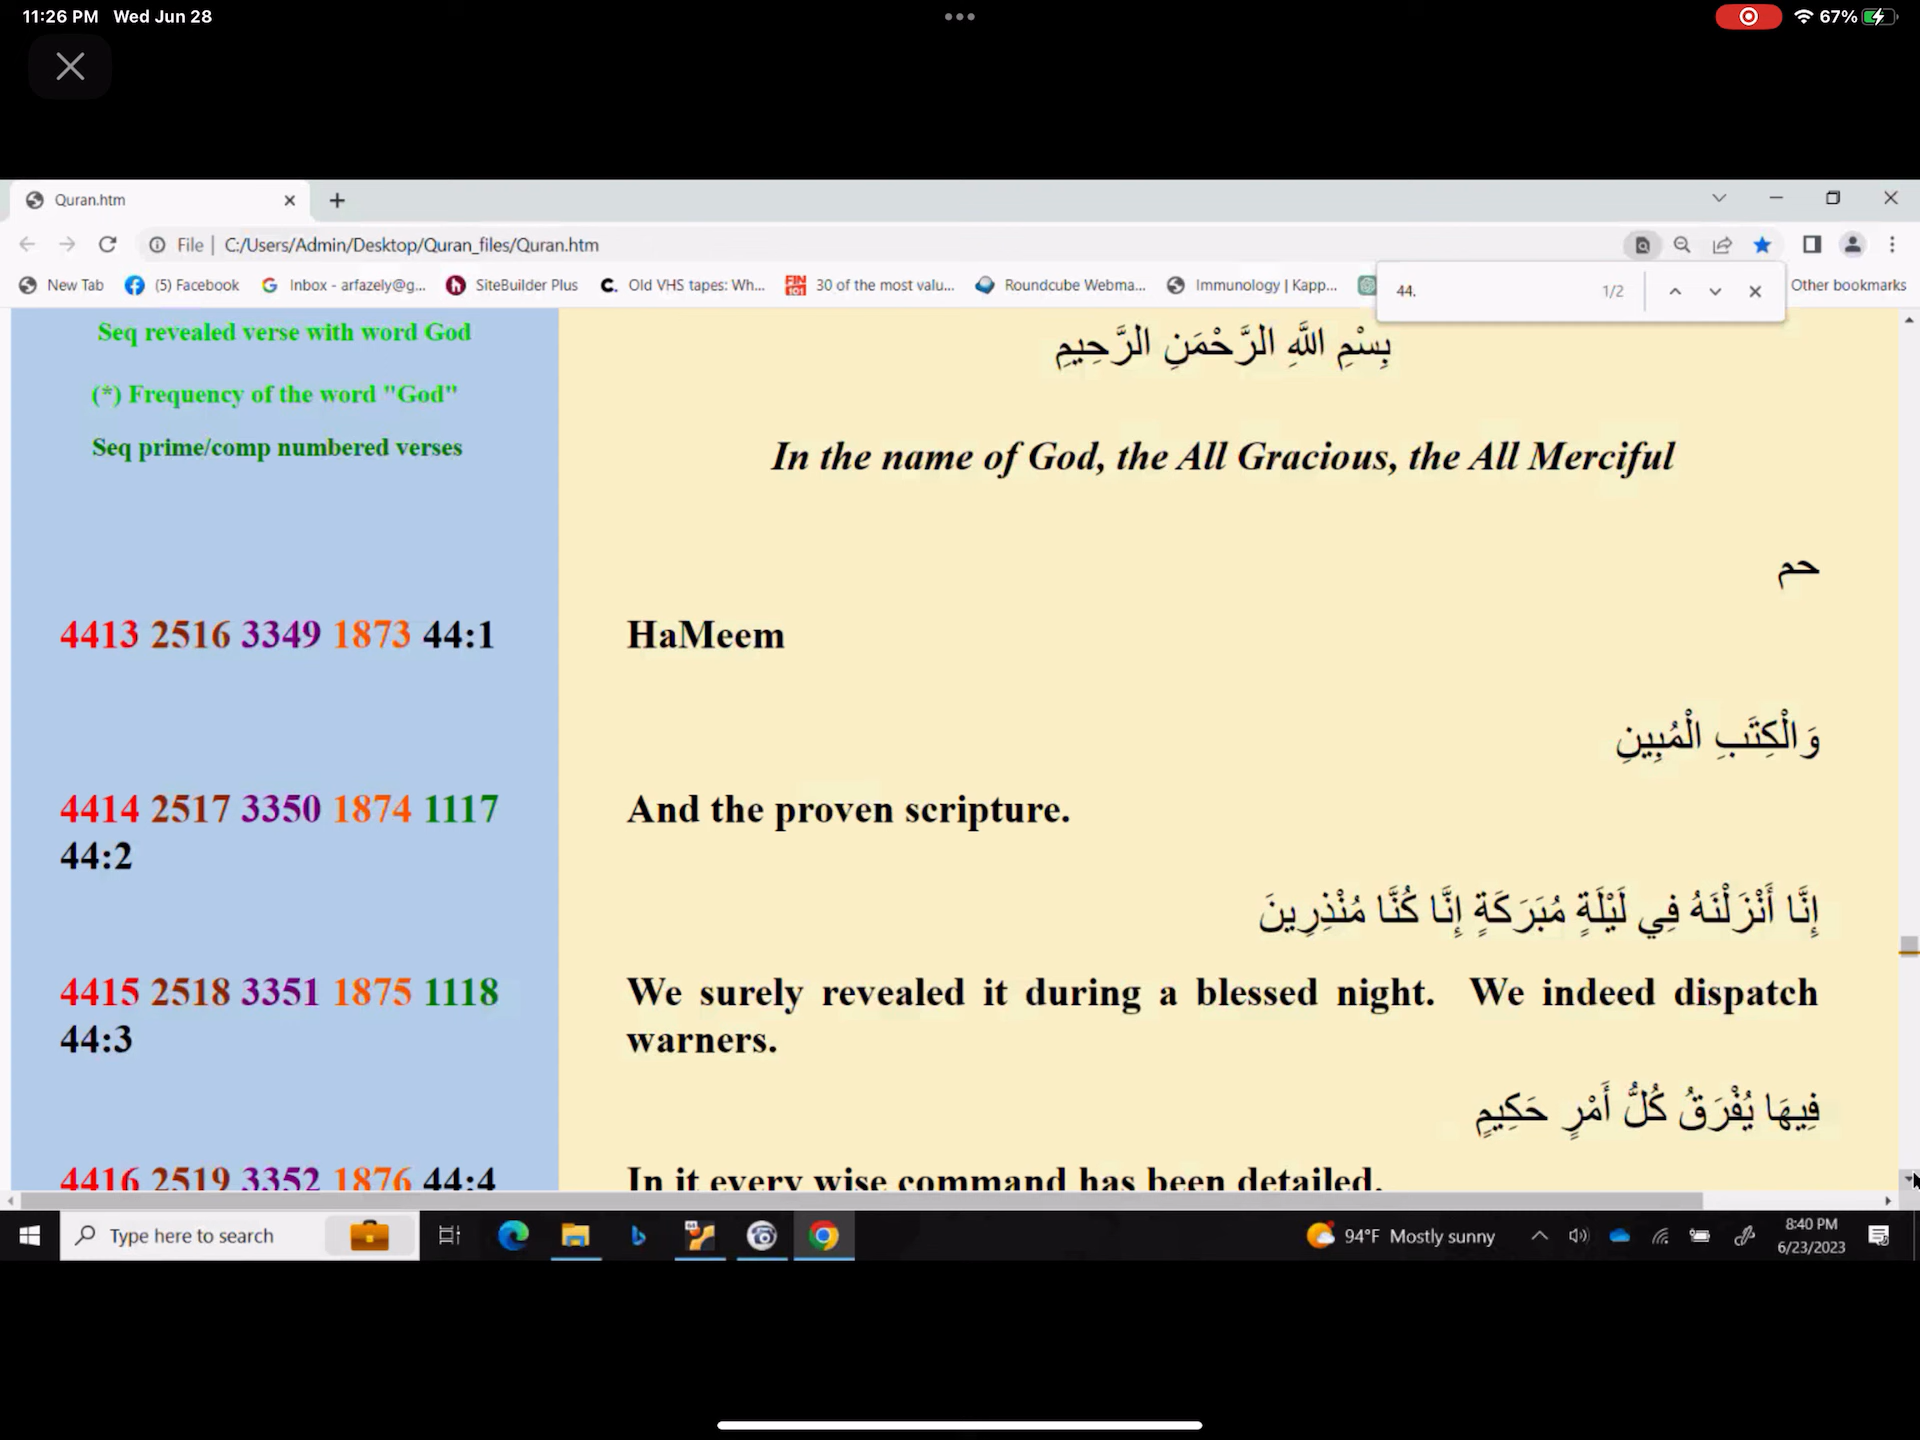 11:26 PM Wed Jun 28
67%
Quran.htm
File | C:/Users/Admin/Desktop/Quran_files/Quran.htm
New Tab (5) Facebook Inbox - arfazely@g... SiteBuilder Plus Old VHS tapes: Wh... FIN 101 30 of the most valu... Roundcube Webma... Immunology | Kapp... Other bookmarks
44. 1/2
Seq revealed verse with word God
(*) Frequency of the word "God"
Seq prime/comp numbered verses
بِسْمِ اللَّهِ الرَّحْمَنِ الرَّحِيمِ
In the name of God, the All Gracious, the All Merciful
حم
4413 2516 3349 1873 44:1 HaMeem
وَالْكِتَبِ الْمُبِينِ
4414 2517 3350 1874 1117 And the proven scripture.
44:2
إِنَّا أَنْزَلْنَهُ فِي لَيْلَةٍ مُبَرَكَةٍ إِنَّا كُنَّا مُنْذِرِينَ
4415 2518 3351 1875 1118 We surely revealed it during a blessed night. We indeed dispatch
44:3 warners.
فِيهَا يُفْرَقُ كُلُّ أَمْرٍ حَكِيمٍ
4416 2519 3352 1876 44:4 In it every wise command has been detailed.
Type here to search
94°F Mostly sunny
8:40 PM
6/23/2023